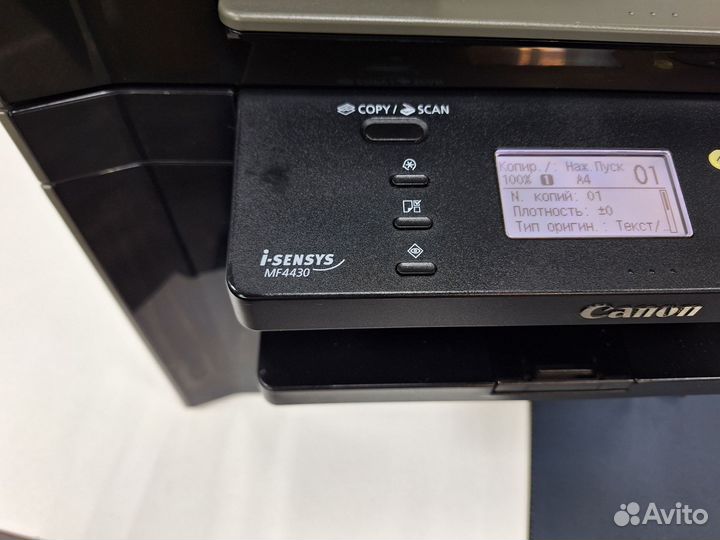 COPY / SCAN
Копир./: Наж.Пуск
100% 1 A4 01
N. копий: 01
Плотность: ±0
Тип оригин.: Текст/..
i-SENSYS
MF4430
Canon
Avito